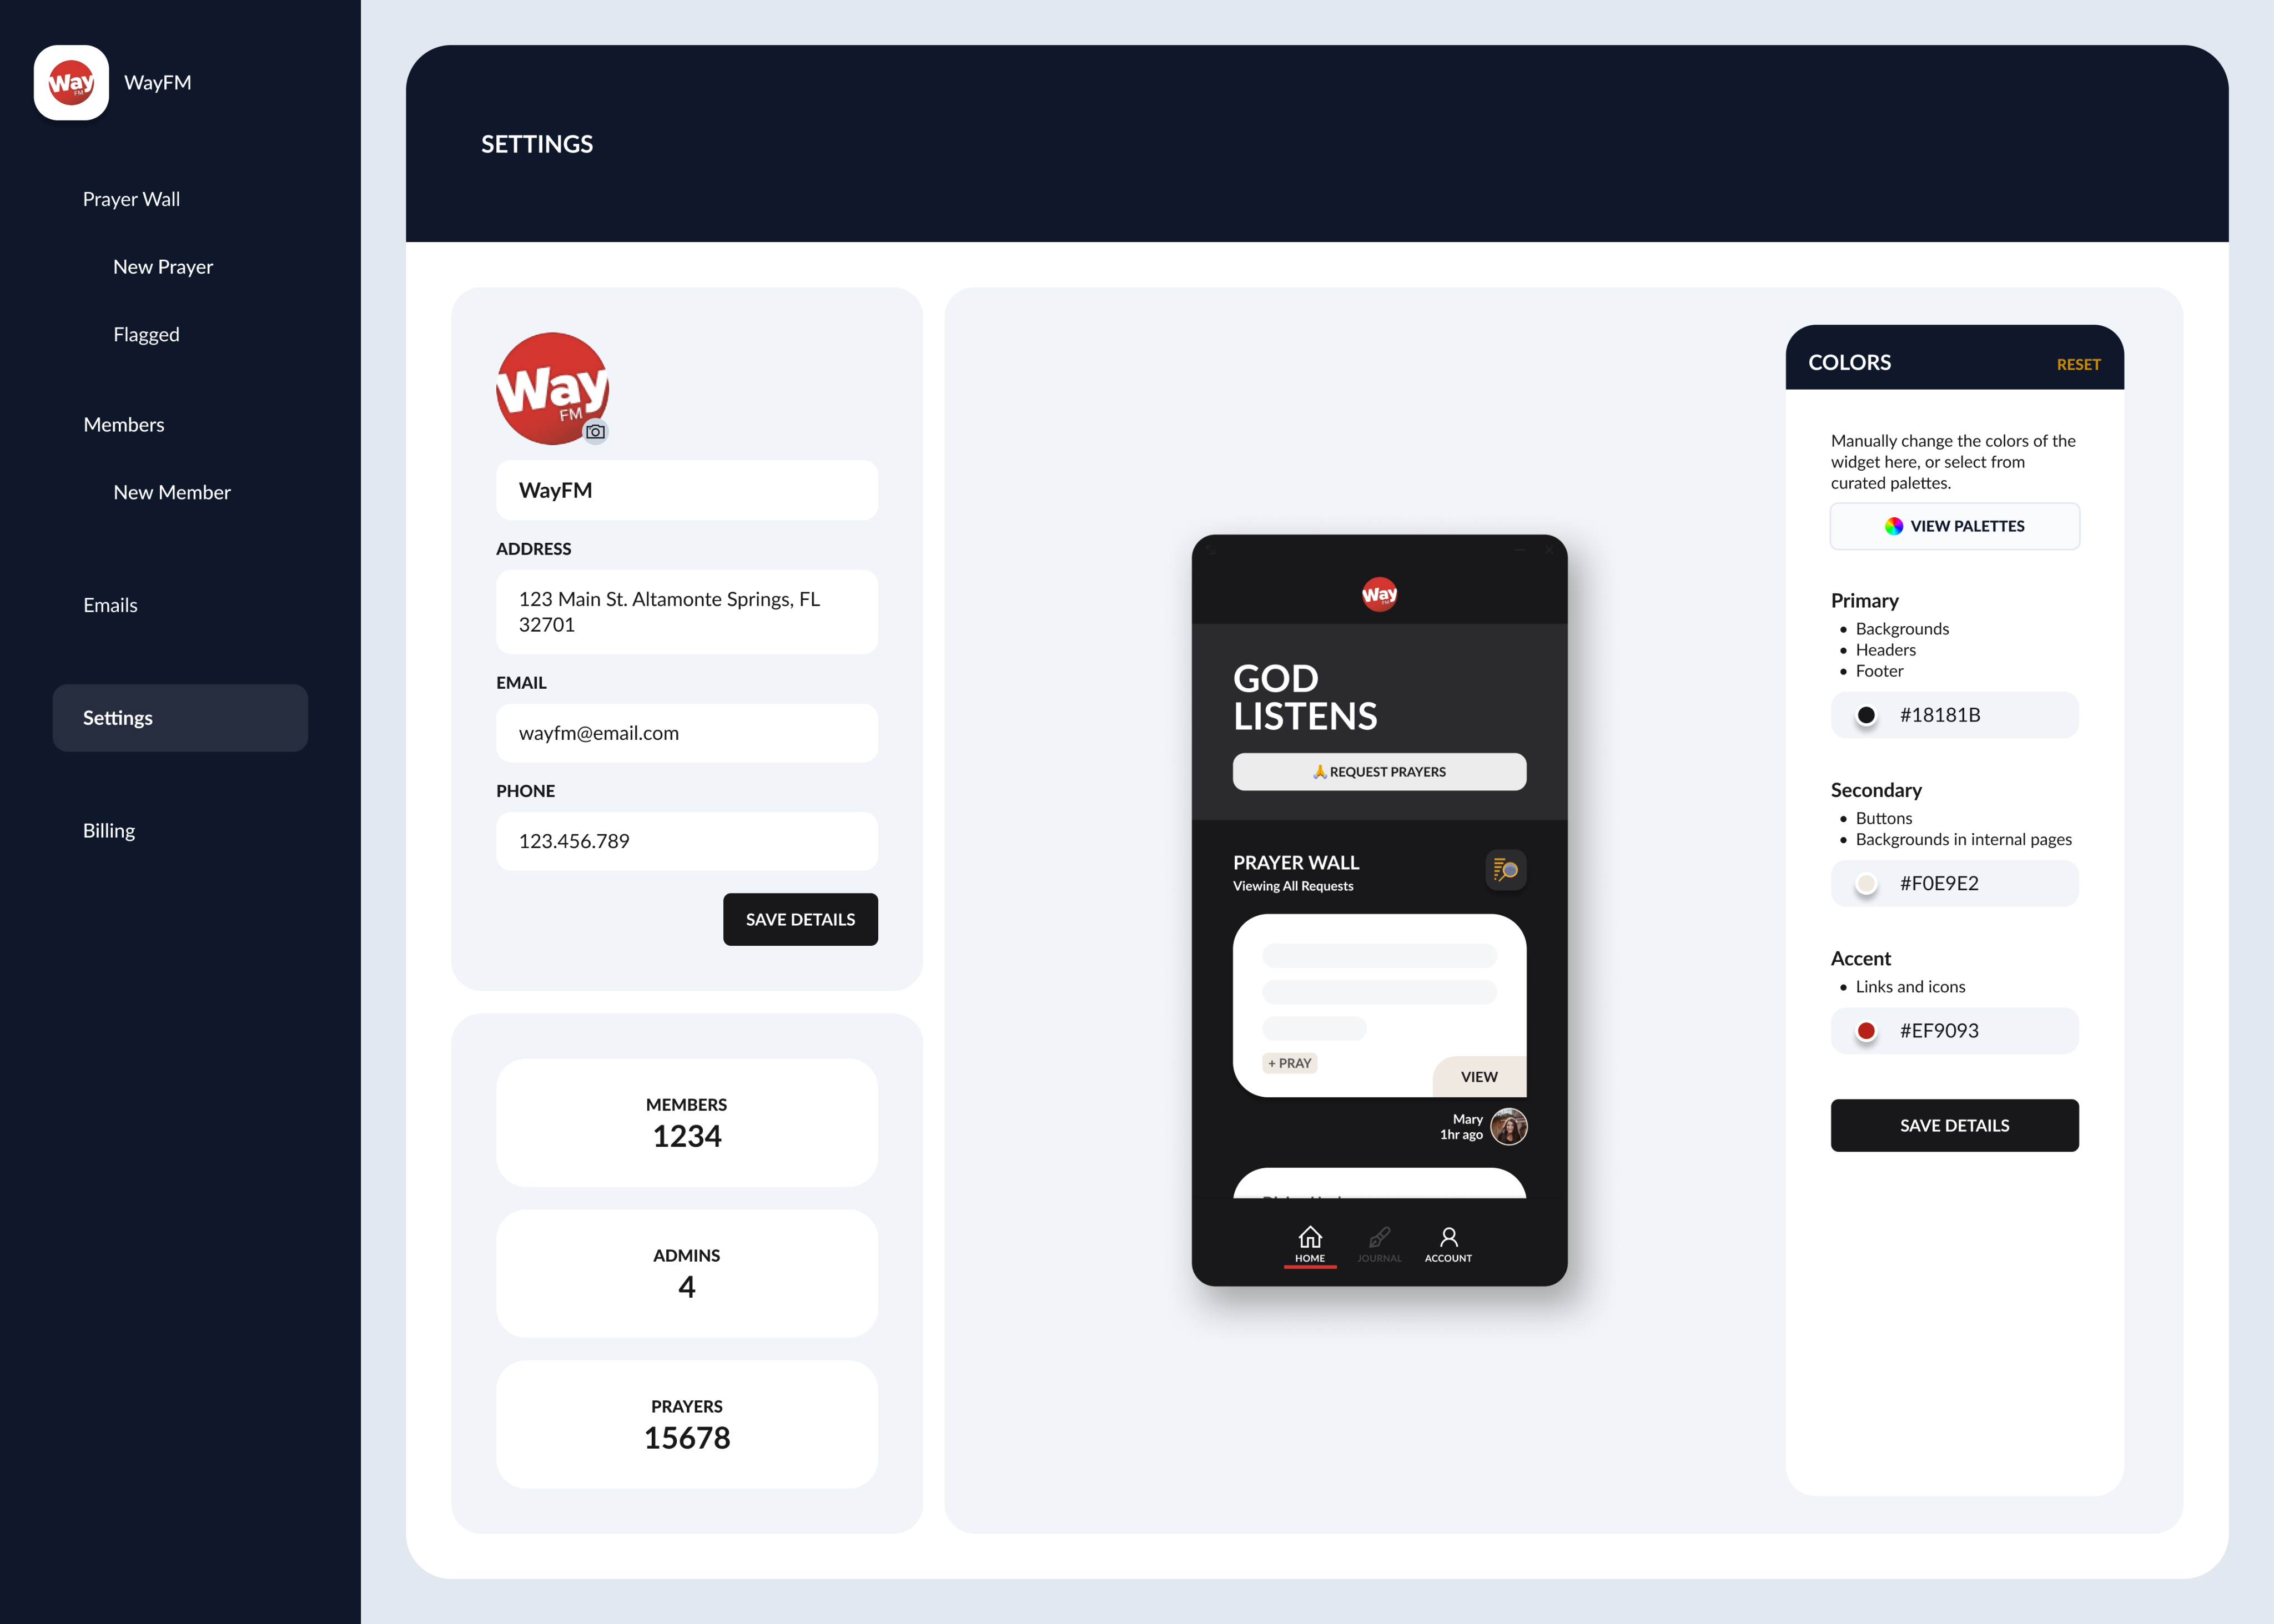 Way
FM
WayFM
Prayer Wall
New Prayer
Flagged
Members
New Member
Emails
Settings
Billing
SETTINGS
Way
FM
WayFM
ADDRESS
123 Main St. Altamonte Springs, FL
32701
EMAIL
wayfm@email.com
PHONE
123.456.789
SAVE DETAILS
MEMBERS
1234
ADMINS
4
PRAYERS
15678
Way
FM
GOD
LISTENS
REQUEST PRAYERS
PRAYER WALL
Viewing All Requests
+ PRAY
VIEW
Mary
1hr ago
HOME
JOURNAL
ACCOUNT
COLORS
RESET
Manually change the colors of the
widget here, or select from
curated palettes.
VIEW PALETTES
Primary
• Backgrounds
• Headers
• Footer
#18181B
Secondary
• Buttons
• Backgrounds in internal pages
#F0E9E2
Accent
• Links and icons
#EF9093
SAVE DETAILS